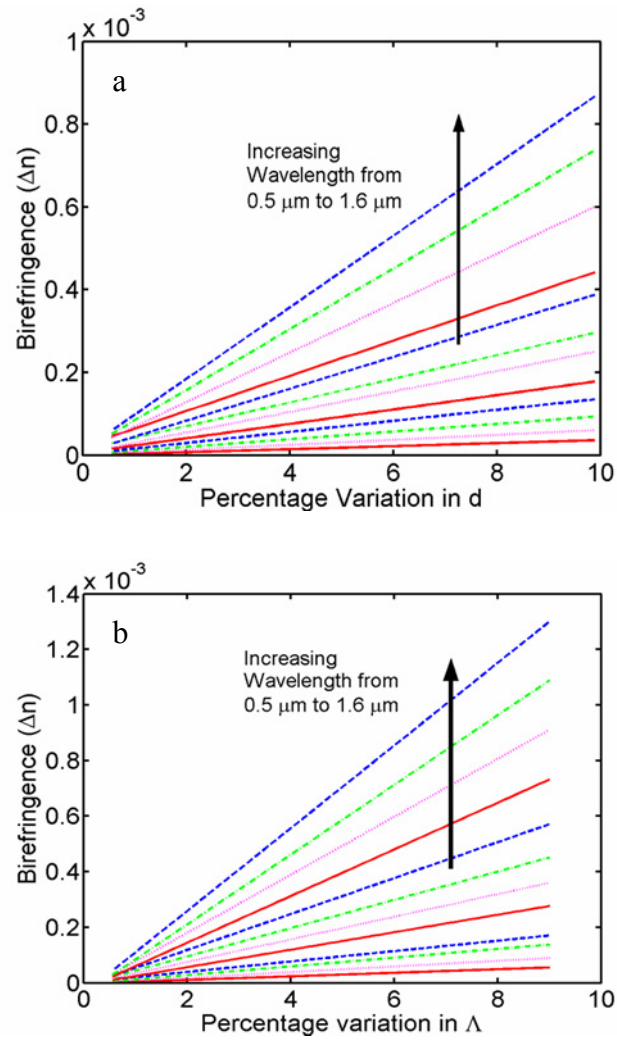 x 10⁻³
1
a
0.8
Increasing
Wavelength from
0.5 μm to 1.6 μm
0.6
0.4
0.2
0
Birefringence (Δn)
0 2 4 6 8 10
Percentage Variation in d
x 10⁻³
1.4
b
1.2
Increasing
Wavelength from
0.5 μm to 1.6 μm
1
0.8
0.6
0.4
0.2
0
Birefringence (Δn)
0 2 4 6 8 10
Percentage variation in Λ